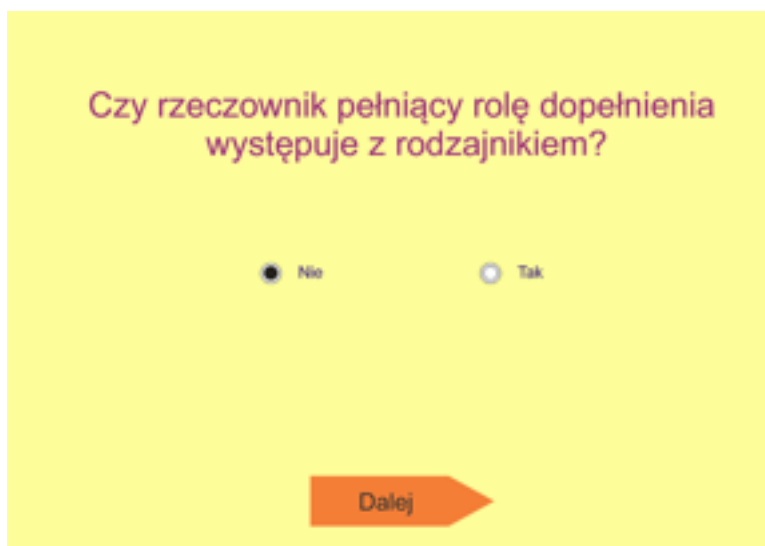 Czy rzeczownik pełniący rolę dopełnienia
występuje z rodzajnikiem?
Nie
Tak
Dalej